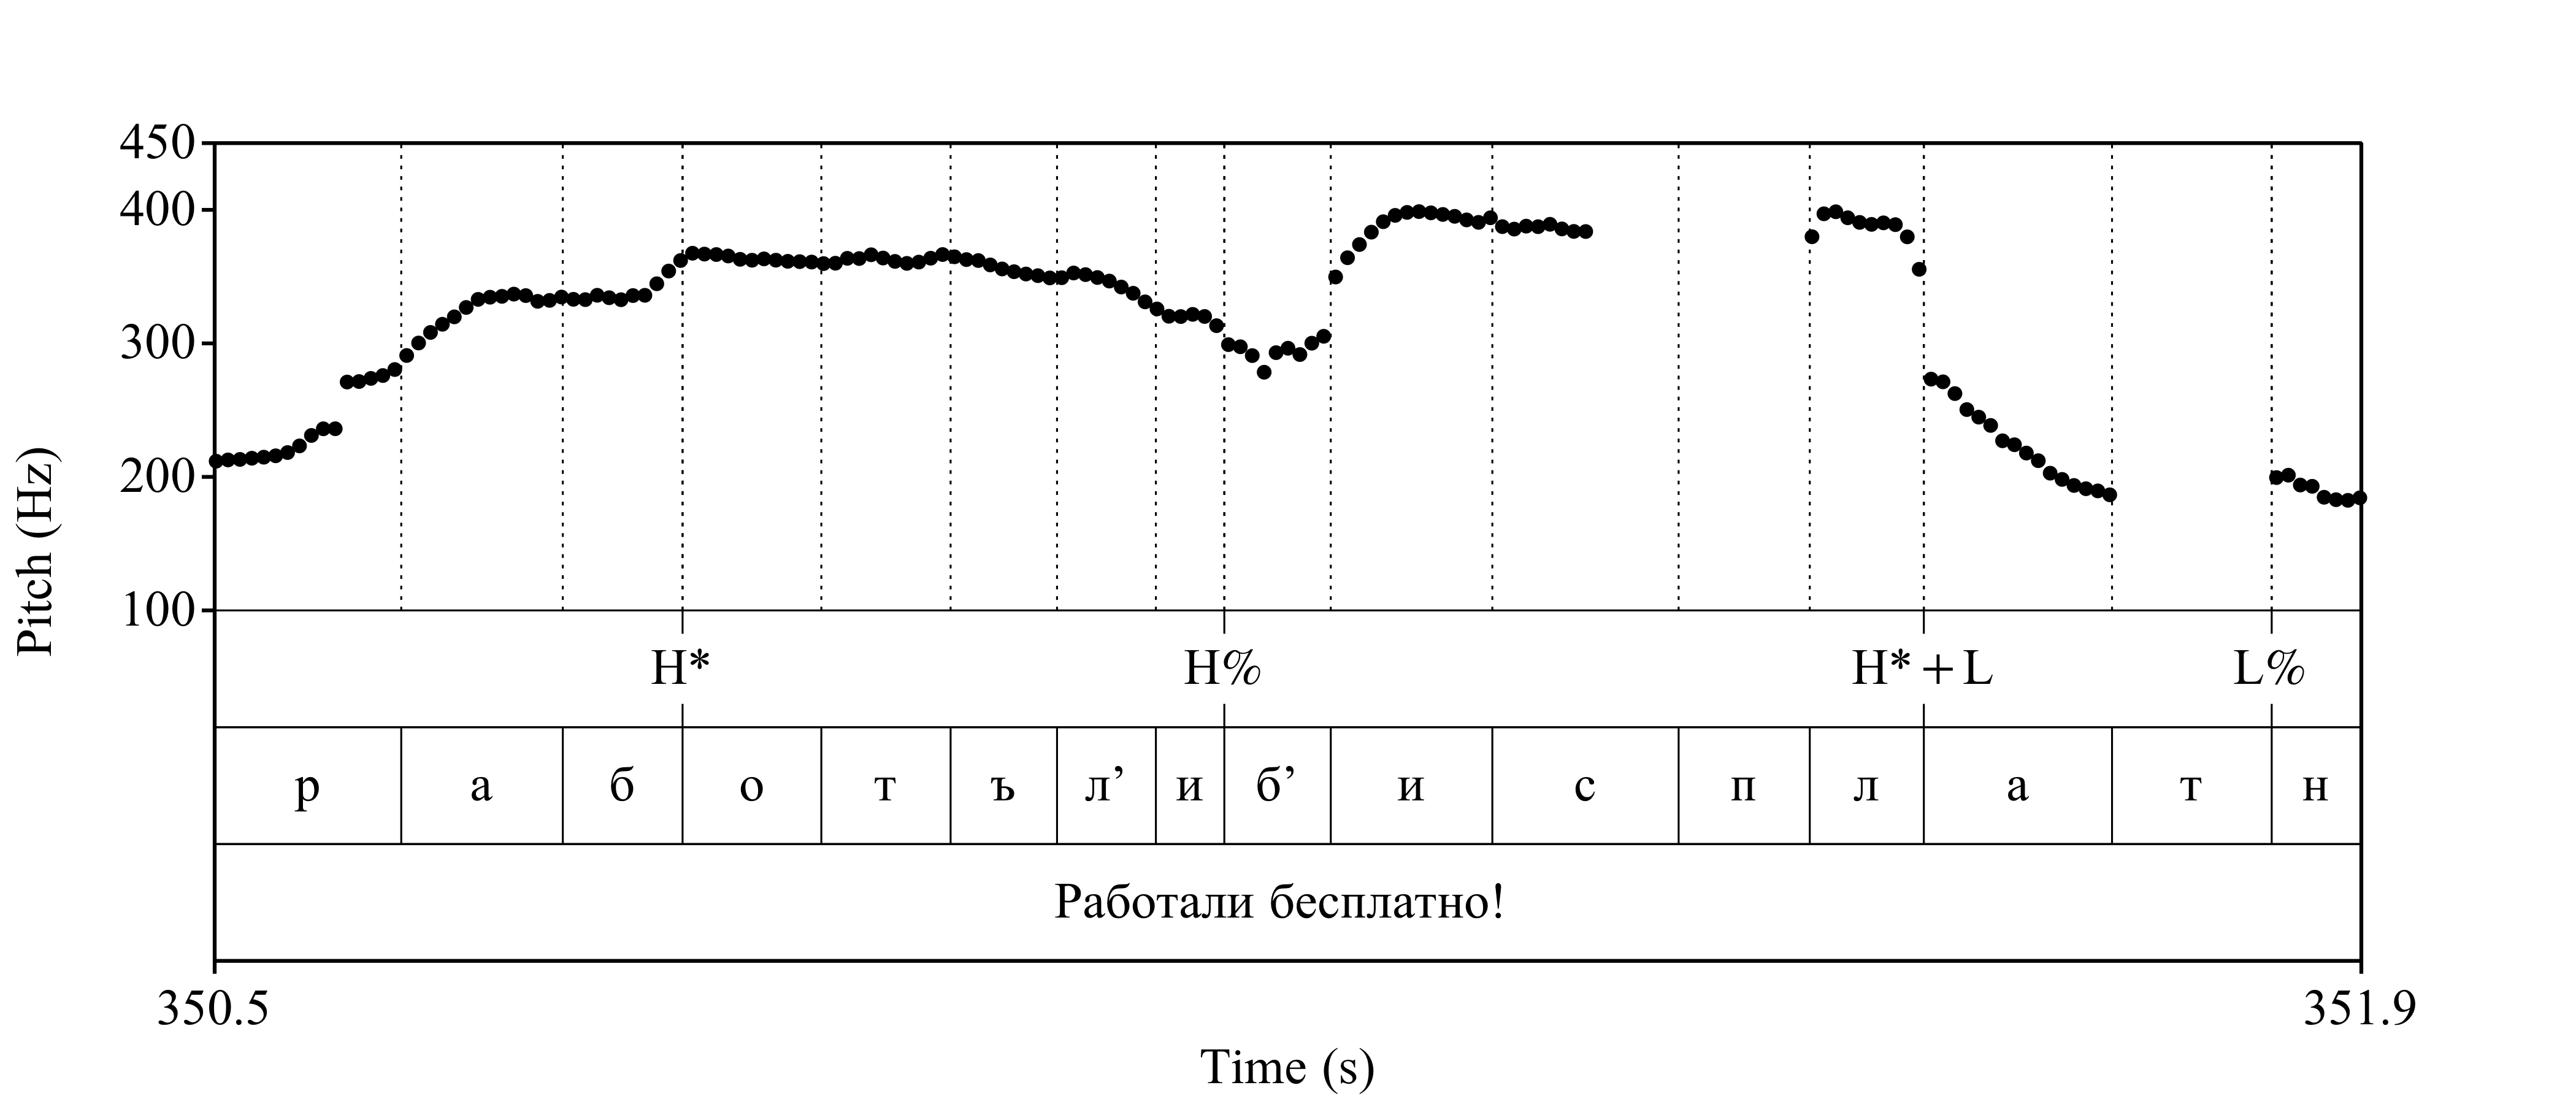 450
400
300
200
100
Pitch (Hz)
H* H% H*+L L%
р а б о т ъ л’ и б’ и с п л а т н
Работали бесплатно!
350.5 351.9
Time (s)